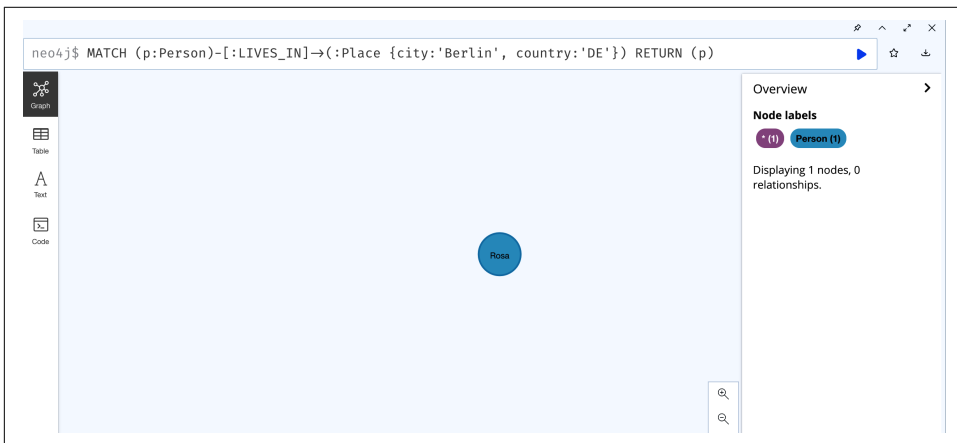 neo4j$ MATCH (p:Person)-[:LIVES_IN]→(:Place {city:'Berlin', country:'DE'}) RETURN (p)
Graph
Table
A
Text
Code
Rosa
Overview
Node labels
* (1) Person (1)
Displaying 1 nodes, 0
relationships.